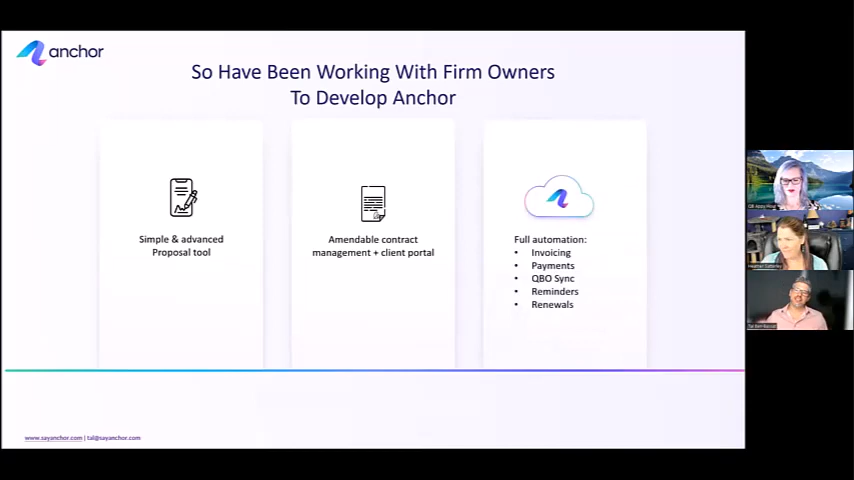 anchor
So Have Been Working With Firm Owners
To Develop Anchor
Simple & advanced
Proposal tool
Amendable contract
management + client portal
Full automation:
• Invoicing
• Payments
• QBO Sync
• Reminders
• Renewals
www.sayanchor.com | tal@sayanchor.com